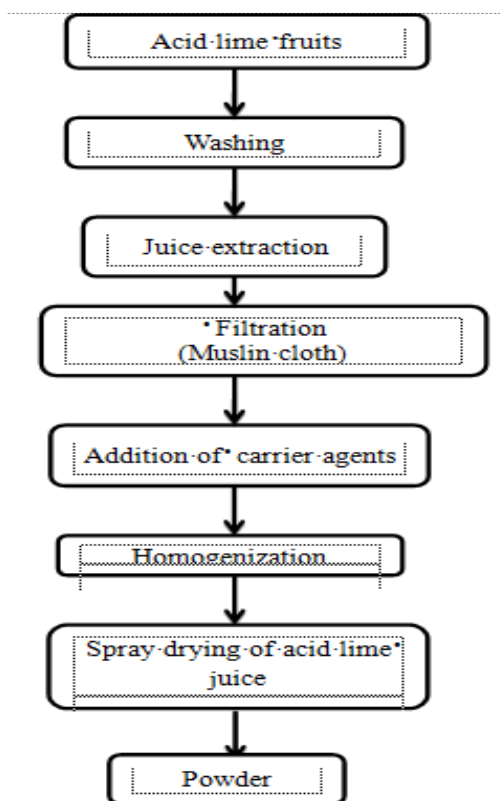 Acid·lime·fruits
Washing
Juice·extraction
Filtration
(Muslin·cloth)
Addition·of· carrier·agents
Homogenization
Spray·drying·of·acid·lime·
juice
Powder